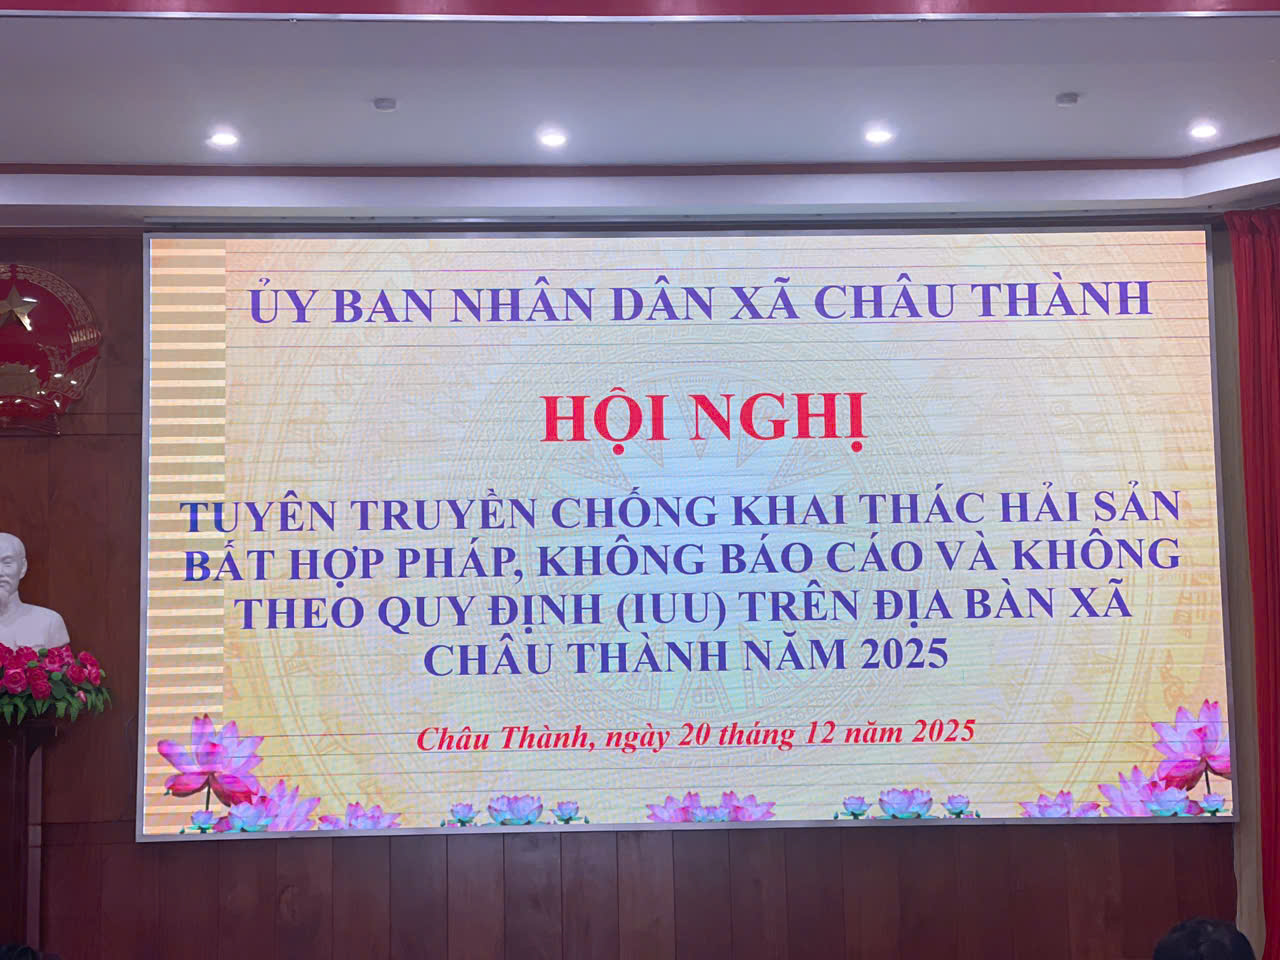 ỦY BAN NHÂN DÂN XÃ CHÂU THÀNH
HỘI NGHỊ
TUYÊN TRUYỀN CHỐNG KHAI THÁC HẢI SẢN
BẤT HỢP PHÁP, KHÔNG BÁO CÁO VÀ KHÔNG
THEO QUY ĐỊNH (IUU) TRÊN ĐỊA BÀN XÃ
CHÂU THÀNH NĂM 2025
Châu Thành, ngày 20 tháng 12 năm 2025